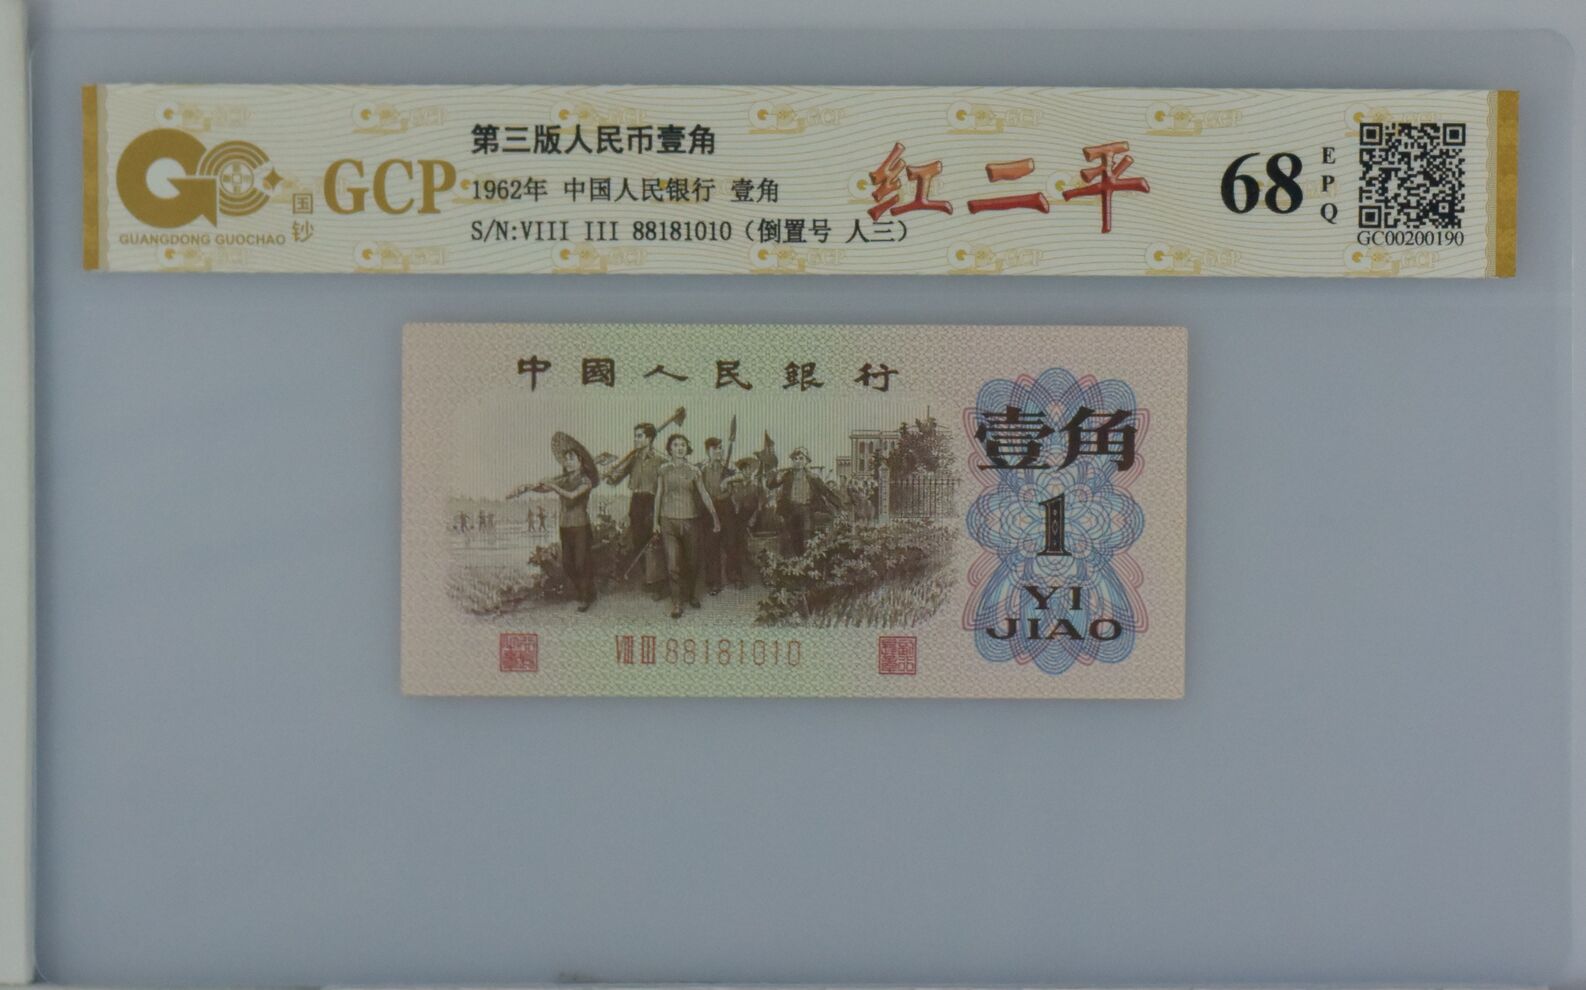 第三版人民币壹角
1962年 中国人民银行 壹角
S/N:VIII III 88181010（倒置号 人三）
GUANGDONG GUOCHAO
国钞
GCP
红二平
68
EPQ
GC00200190
中國人民銀行
壹角
1
YI
JIAO
VIII III 88181010